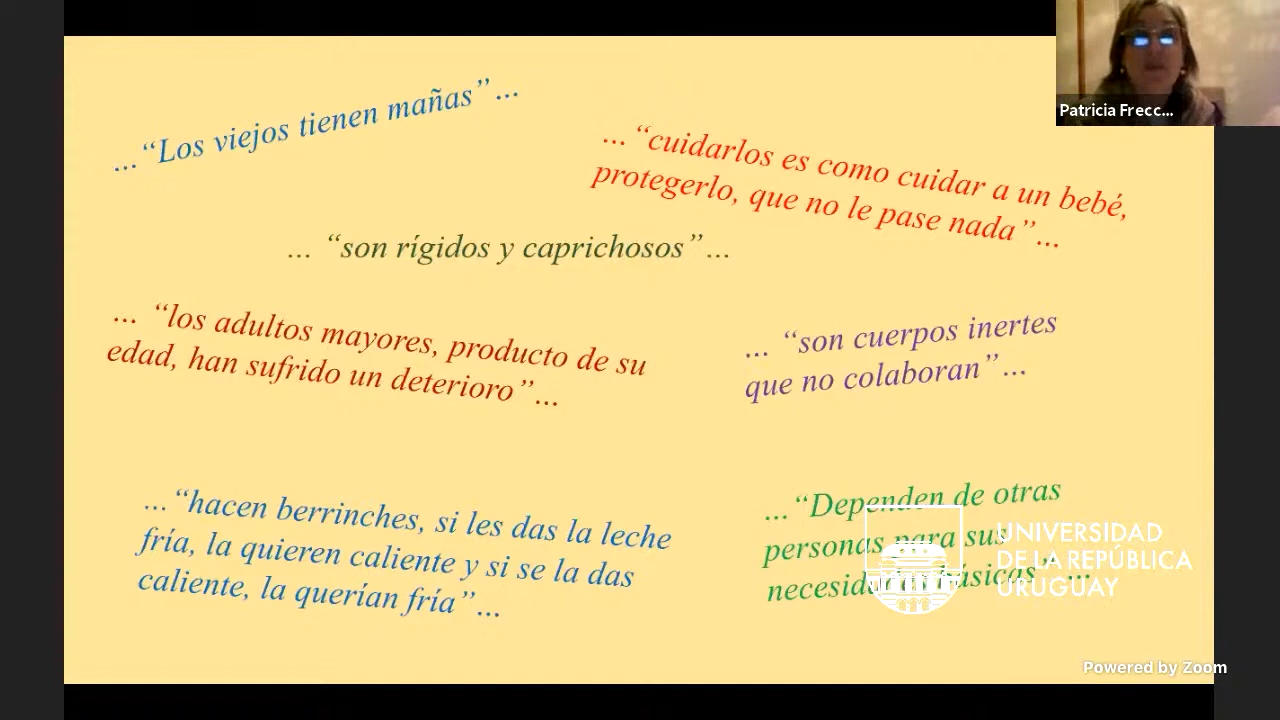 Patricia Frecc...
...“Los viejos tienen mañas”...
... “cuidarlos es como cuidar a un bebé,
protegerlo, que no le pase nada”...
... “son rígidos y caprichosos”...
... “los adultos mayores, producto de su
edad, han sufrido un deterioro”...
... “son cuerpos inertes
que no colaboran”...
... “hacen berrinches, si les das la leche
fría, la quieren caliente y si se la das
caliente, la querían fría”...
...“Dependen de otras
personas para sus
necesidades básicas” ...
UNIVERSIDAD
DE LA REPÚBLICA
URUGUAY
Powered by Zoom